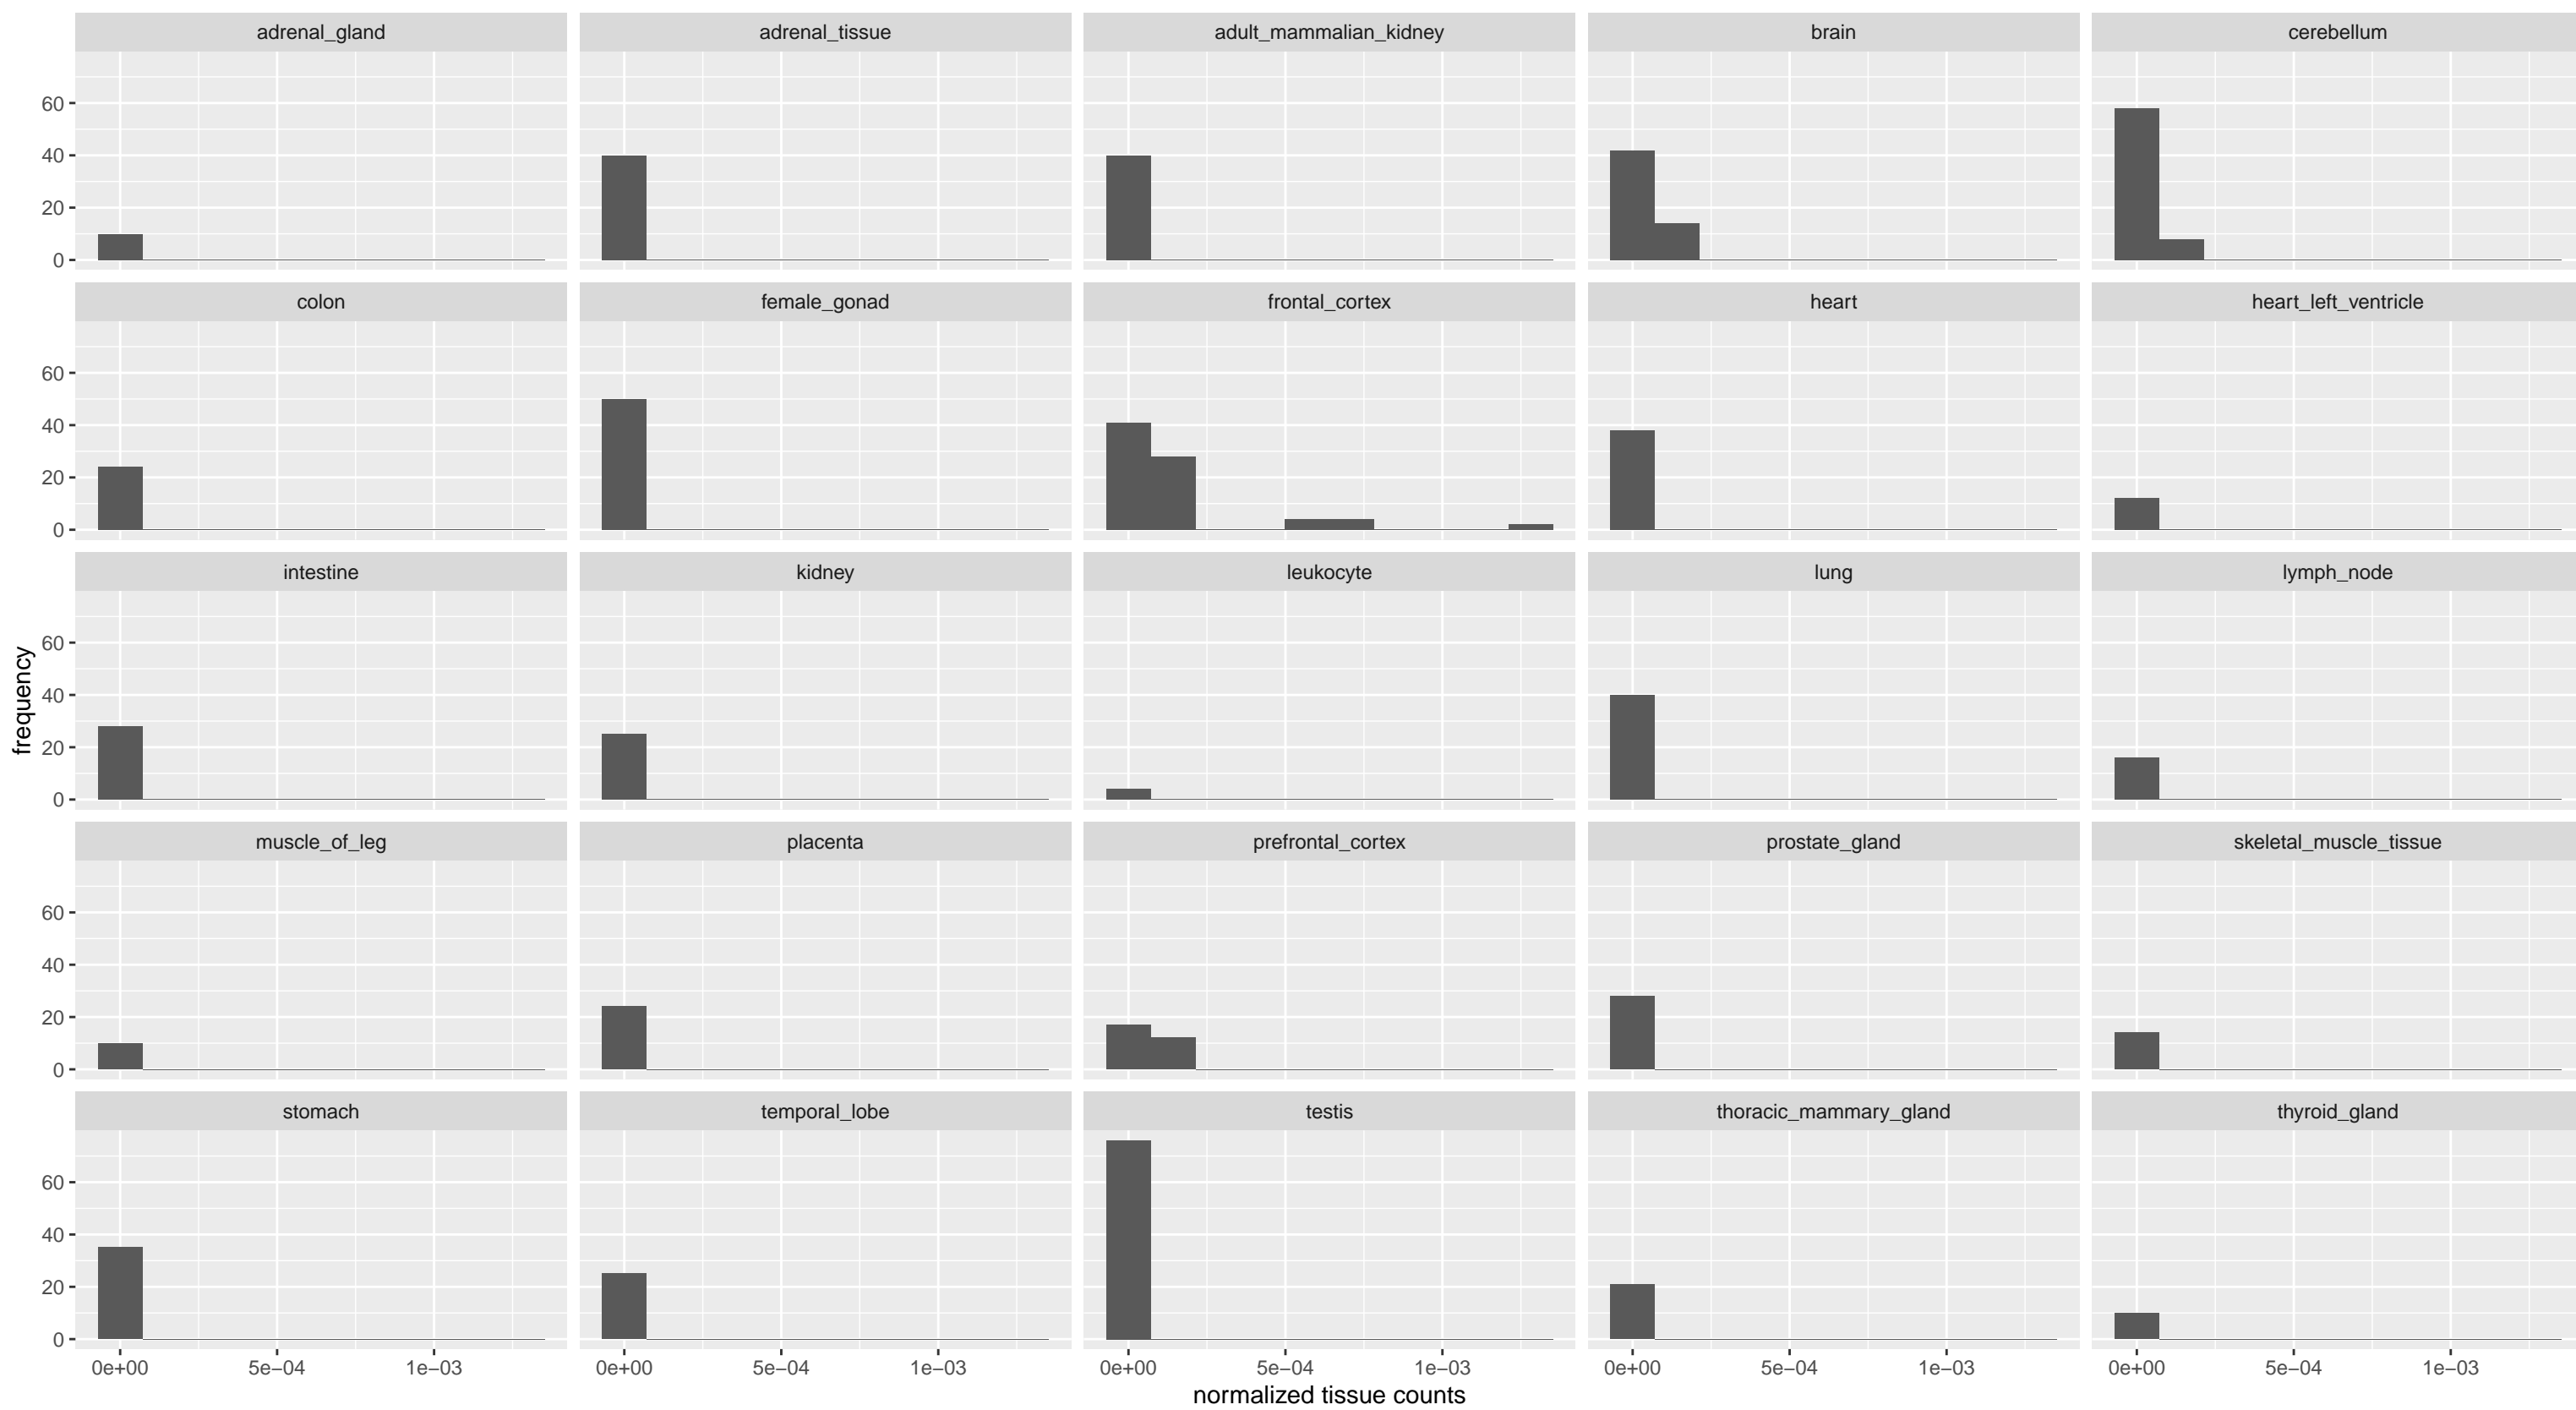 adrenal_gland adrenal_tissue adult_mammalian_kidney brain cerebellum
60
40
20
0
colon female_gonad frontal_cortex heart heart_left_ventricle
60
40
20
0
intestine kidney leukocyte lung lymph_node
60
40
20
0
frequency
muscle_of_leg placenta prefrontal_cortex prostate_gland skeletal_muscle_tissue
60
40
20
0
stomach temporal_lobe testis thoracic_mammary_gland thyroid_gland
60
40
20
0
0e+00 5e−04 1e−03 0e+00 5e−04 1e−03 0e+00 5e−04 1e−03 0e+00 5e−04 1e−03 0e+00 5e−04 1e−03
normalized tissue counts